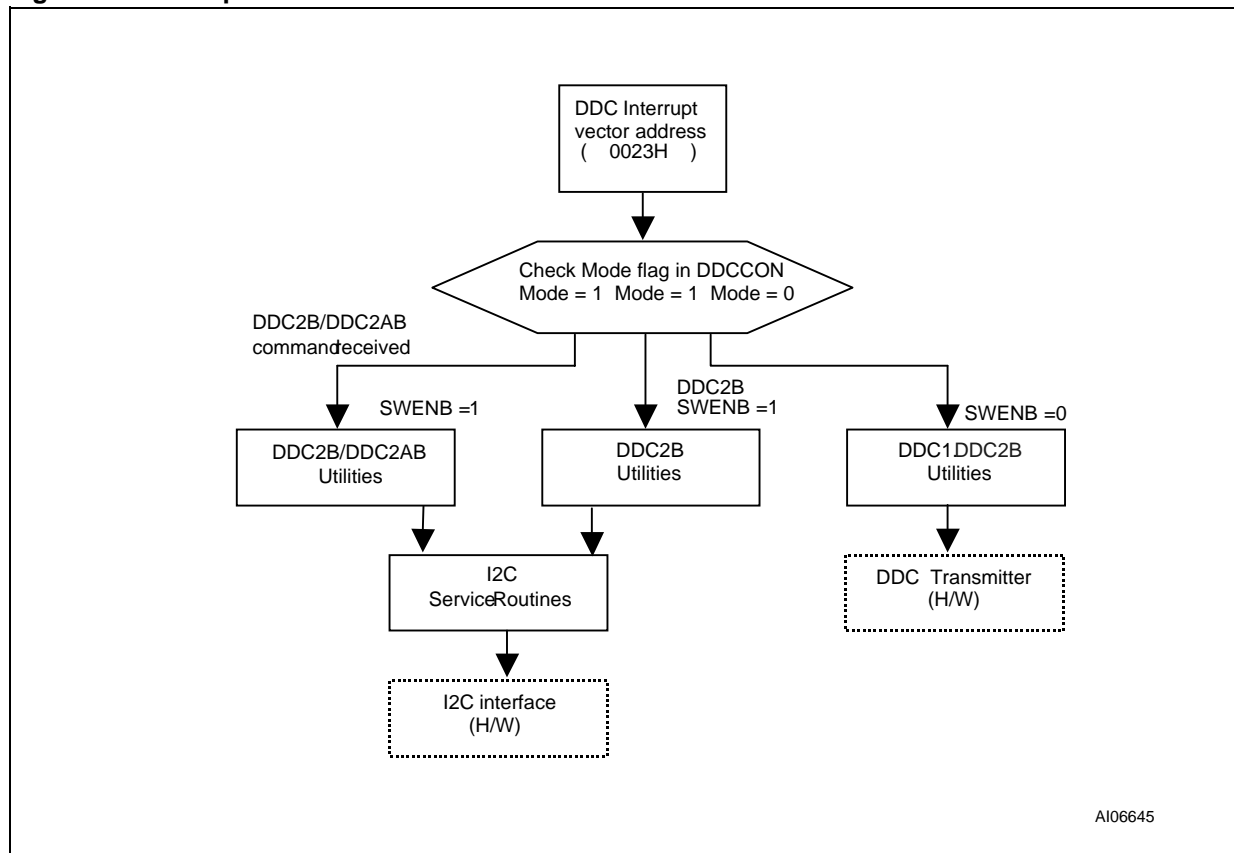 DDC Interrupt
vector address
( 0023H )
Check Mode flag in DDCCON
Mode = 1 Mode = 1 Mode = 0
DDC2B/DDC2AB
commandreceived
SWENB =1
DDC2B
SWENB =1
SWENB =0
DDC2B/DDC2AB
Utilities
DDC2B
Utilities
DDC1.DDC2B
Utilities
I2C
ServiceRoutines
DDC Transmitter
(H/W)
I2C interface
(H/W)
AI06645